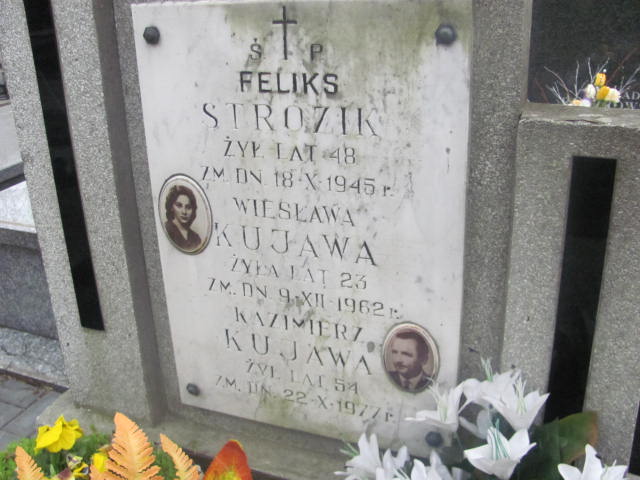 Ś P
FELIKS
STROZIK
ŻYŁ LAT 48
ZM. DN 18-X-1945 r.
WIESŁAWA
KUJAWA
ŻYŁA LAT 23
ZM. DN. 9-XII-1962 r.
KAZIMIERZ
KUJAWA
ŻYŁ LAT 54
ZM. DN. 22-X-1977 r.